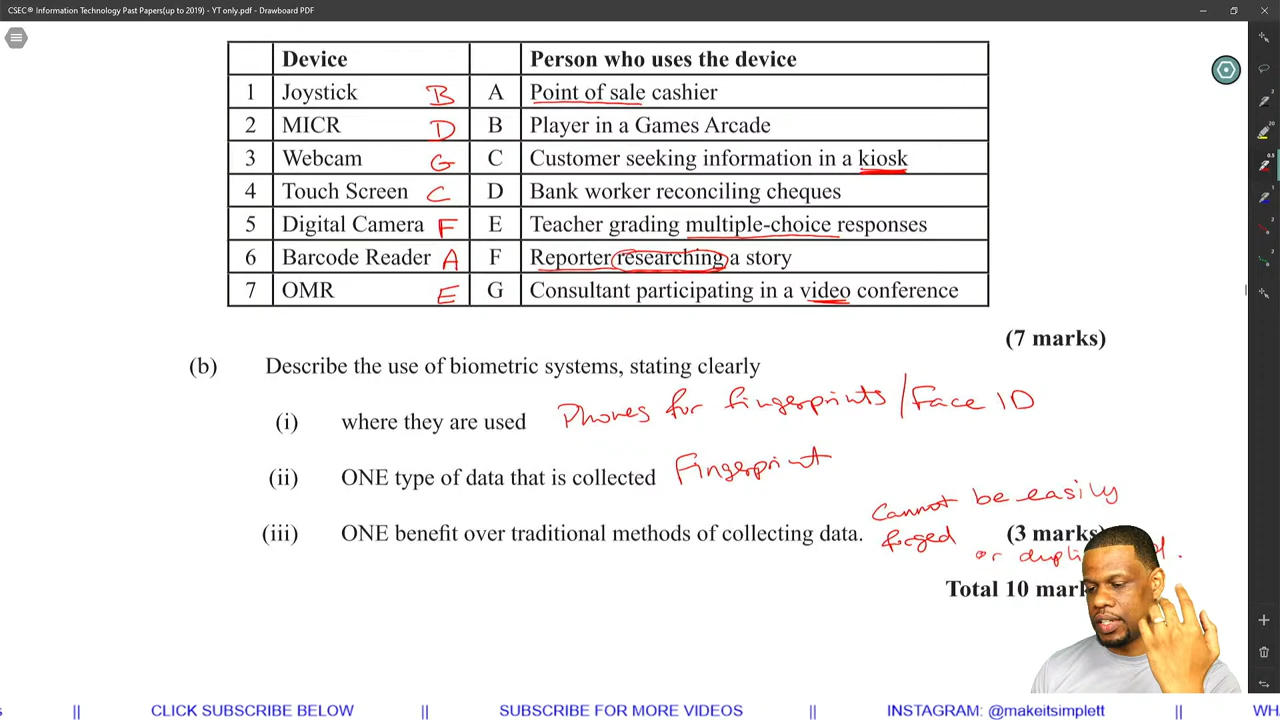 CSEC® Information Technology Past Papers(up to 2019) - YT only.pdf - Drawboard PDF
Device Person who uses the device
1 Joystick B A Point of sale cashier
2 MICR D B Player in a Games Arcade
3 Webcam G C Customer seeking information in a kiosk
4 Touch Screen C D Bank worker reconciling cheques
5 Digital Camera F E Teacher grading multiple-choice responses
6 Barcode Reader A F Reporter researching a story
7 OMR E G Consultant participating in a video conference
(7 marks)
(b) Describe the use of biometric systems, stating clearly
(i) where they are used Phones for fingerprints / Face ID
(ii) ONE type of data that is collected Fingerprint
(iii) ONE benefit over traditional methods of collecting data. Cannot be easily
forged (3 marks
or
Total 10
|| CLICK SUBSCRIBE BELOW || SUBSCRIBE FOR MORE VIDEOS || INSTAGRAM: @makeitsimplett ||